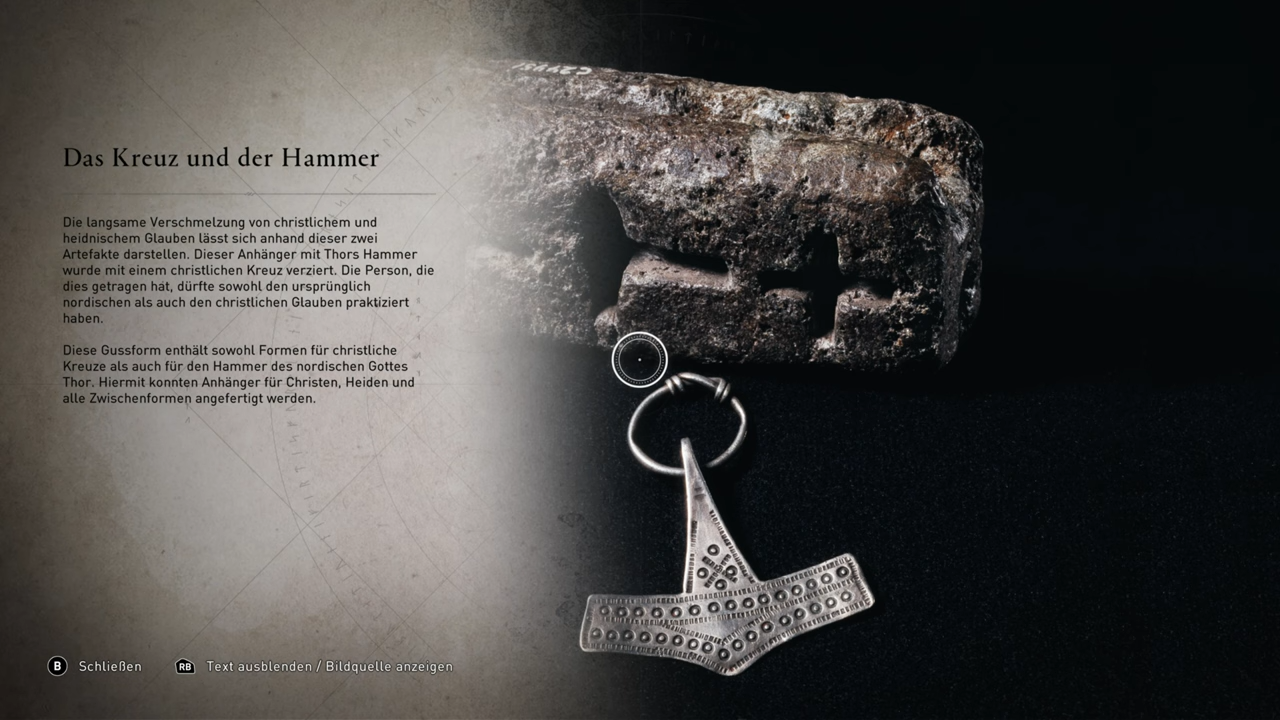 Das Kreuz und der Hammer
Die langsame Verschmelzung von christlichem und
heidnischem Glauben lässt sich anhand dieser zwei
Artefakte darstellen. Dieser Anhänger mit Thors Hammer
wurde mit einem christlichen Kreuz verziert. Die Person, die
dies getragen hat, dürfte sowohl den ursprünglich
nordischen als auch den christlichen Glauben praktiziert
haben.
Diese Gussform enthält sowohl Formen für christliche
Kreuze als auch für den Hammer des nordischen Gottes
Thor. Hiermit konnten Anhänger für Christen, Heiden und
alle Zwischenformen angefertigt werden.
B Schließen RB Text ausblenden / Bildquelle anzeigen